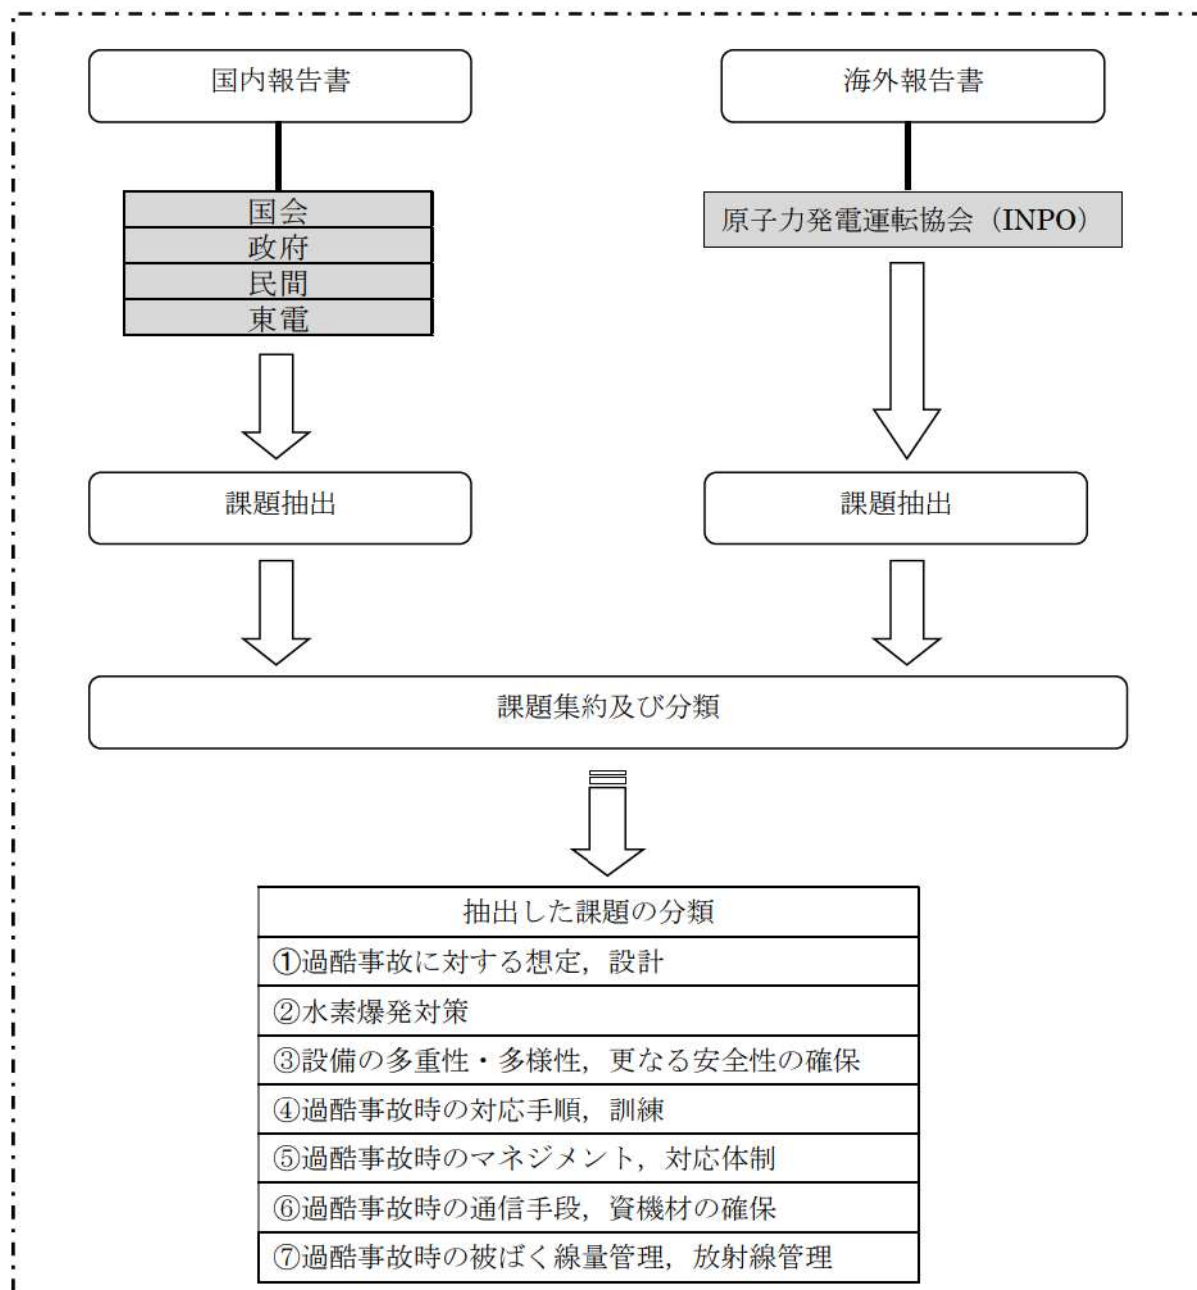 国内報告書
海外報告書
国会
政府
民間
東電
原子力発電運転協会（INPO）
課題抽出
課題抽出
課題集約及び分類
抽出した課題の分類
①過酷事故に対する想定，設計
②水素爆発対策
③設備の多重性・多様性，更なる安全性の確保
④過酷事故時の対応手順，訓練
⑤過酷事故時のマネジメント，対応体制
⑥過酷事故時の通信手段，資機材の確保
⑦過酷事故時の被ばく線量管理，放射線管理